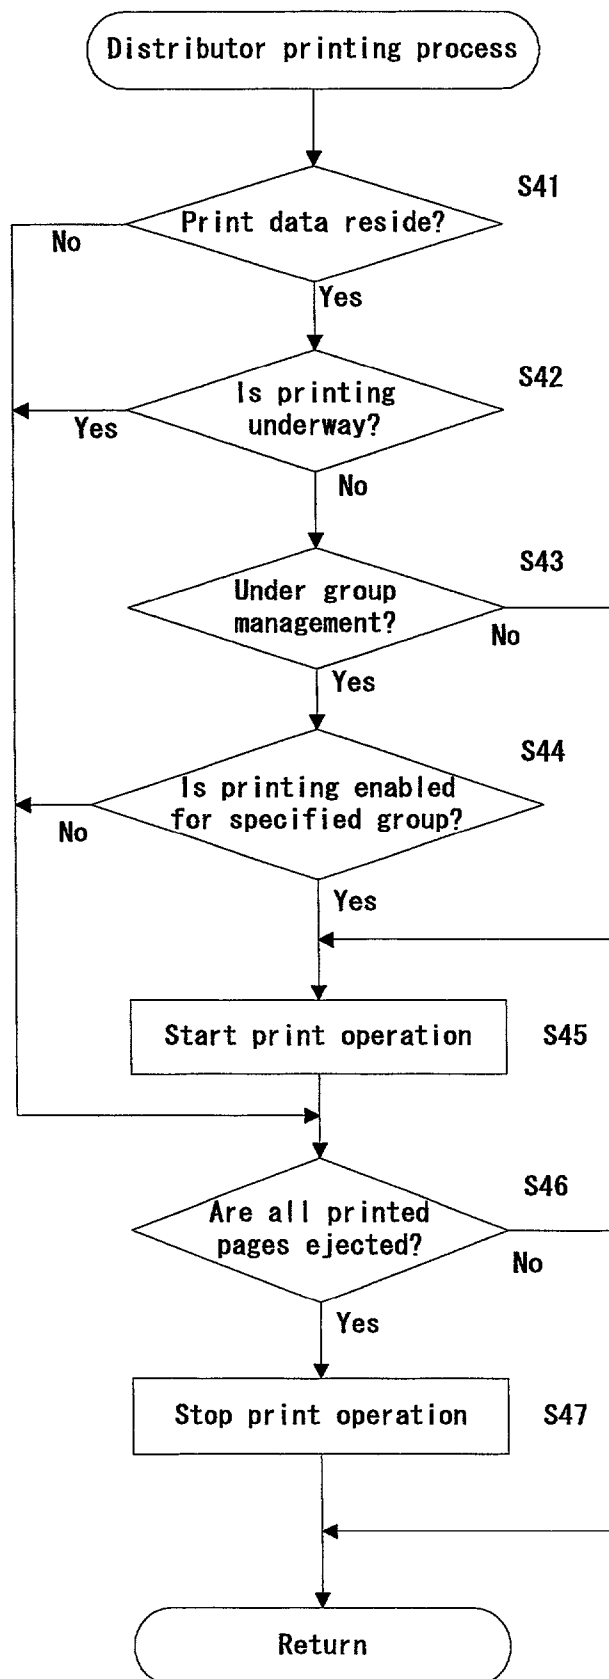 Distributor printing process
S41
Print data reside?
No
Yes
S42
Is printing
underway?
Yes
No
S43
Under group
management?
No
Yes
S44
Is printing enabled
for specified group?
No
Yes
Start print operation
S45
S46
Are all printed
pages ejected?
No
Yes
Stop print operation
S47
Return